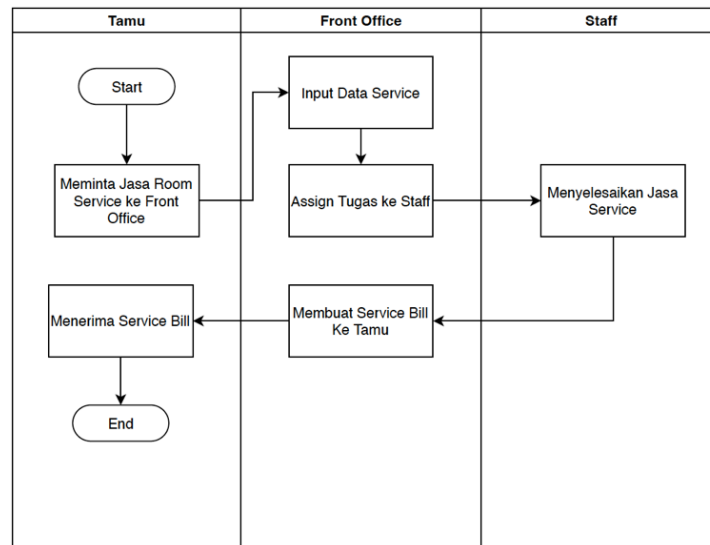 Tamu
Front Office
Staff
Start
Input Data Service
Meminta Jasa Room
Service ke Front
Office
Assign Tugas ke Staff
Menyelesaikan Jasa
Service
Menerima Service Bill
Membuat Service Bill
Ke Tamu
End